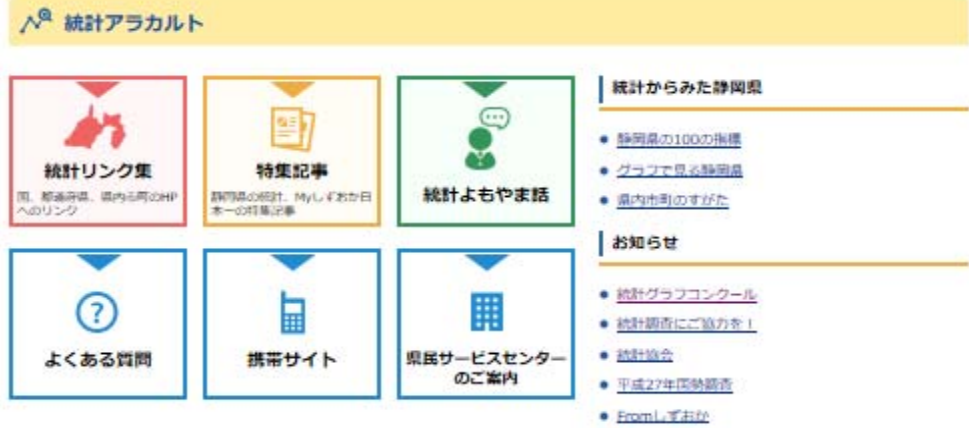 統計アラカルト
統計リンク集
国、都道府県、県内市町のHP
へのリンク
特集記事
静岡県の統計、Myしずおか日
本一の特集記事
統計よもやま話
よくある質問
携帯サイト
県民サービスセンター
のご案内
統計からみた静岡県
静岡県の100の指標
グラフで見る静岡県
県内市町のすがた
お知らせ
統計グラフコンクール
統計調査にご協力を！
統計協会
平成27年国勢調査
Fromしずおか